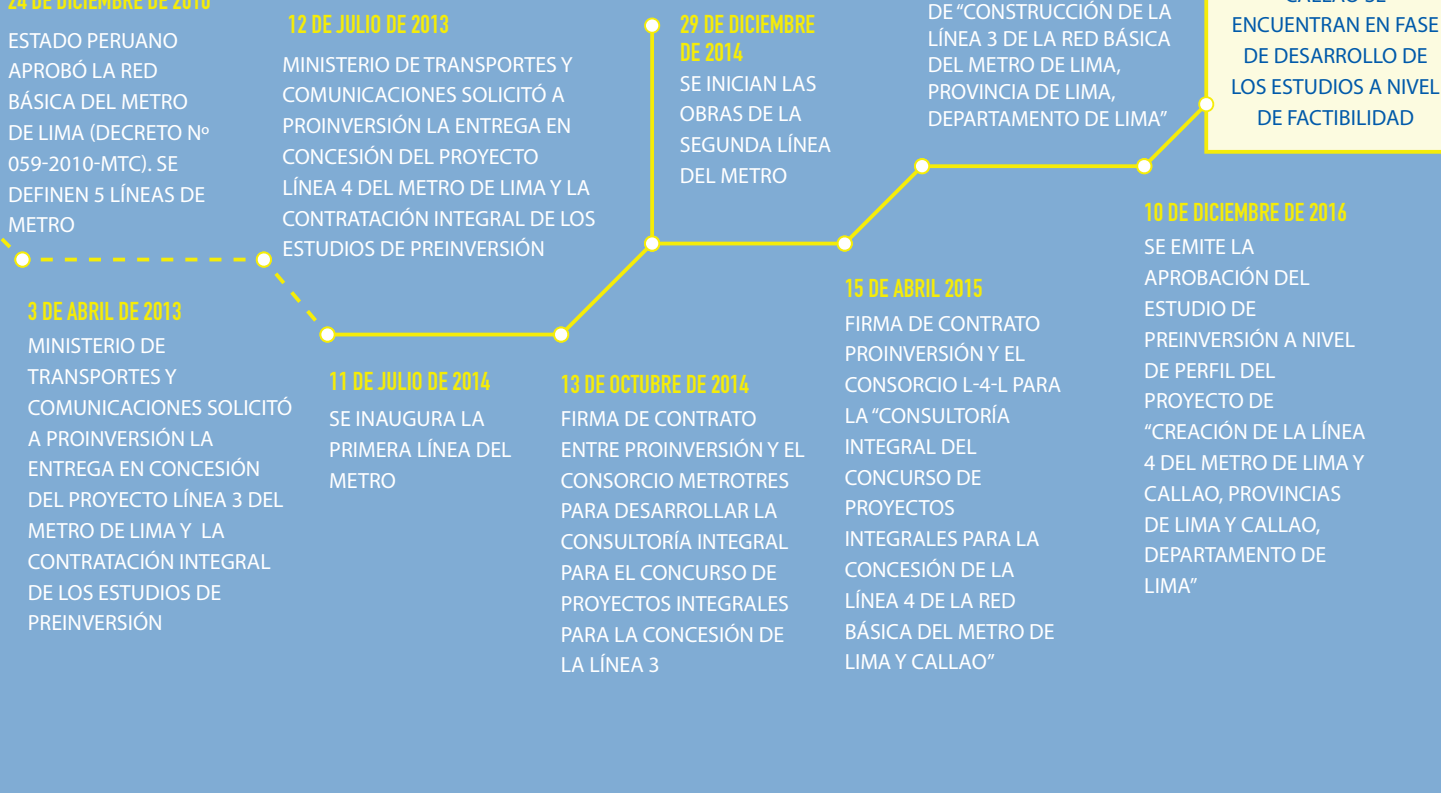 24 DE DICIEMBRE DE 2010
ESTADO PERUANO
APROBÓ LA RED
BÁSICA DEL METRO
DE LIMA (DECRETO Nº
059-2010-MTC). SE
DEFINEN 5 LÍNEAS DE
METRO
3 DE ABRIL DE 2013
MINISTERIO DE
TRANSPORTES Y
COMUNICACIONES SOLICITÓ
A PROINVERSIÓN LA
ENTREGA EN CONCESIÓN
DEL PROYECTO LÍNEA 3 DEL
METRO DE LIMA Y LA
CONTRATACIÓN INTEGRAL
DE LOS ESTUDIOS DE
PREINVERSIÓN
12 DE JULIO DE 2013
MINISTERIO DE TRANSPORTES Y
COMUNICACIONES SOLICITÓ A
PROINVERSIÓN LA ENTREGA EN
CONCESIÓN DEL PROYECTO
LÍNEA 4 DEL METRO DE LIMA Y LA
CONTRATACIÓN INTEGRAL DE LOS
ESTUDIOS DE PREINVERSIÓN
11 DE JULIO DE 2014
SE INAUGURA LA
PRIMERA LÍNEA DEL
METRO
13 DE OCTUBRE DE 2014
FIRMA DE CONTRATO
ENTRE PROINVERSIÓN Y EL
CONSORCIO METROTRES
PARA DESARROLLAR LA
CONSULTORÍA INTEGRAL
PARA EL CONCURSO DE
PROYECTOS INTEGRALES
PARA LA CONCESIÓN DE
LA LÍNEA 3
29 DE DICIEMBRE
DE 2014
SE INICIAN LAS
OBRAS DE LA
SEGUNDA LÍNEA
DEL METRO
15 DE ABRIL 2015
FIRMA DE CONTRATO
PROINVERSIÓN Y EL
CONSORCIO L-4-L PARA
LA “CONSULTORÍA
INTEGRAL DEL
CONCURSO DE
PROYECTOS
INTEGRALES PARA LA
CONCESIÓN DE LA
LÍNEA 4 DE LA RED
BÁSICA DEL METRO DE
LIMA Y CALLAO”
DE “CONSTRUCCIÓN DE LA
LÍNEA 3 DE LA RED BÁSICA
DEL METRO DE LIMA,
PROVINCIA DE LIMA,
DEPARTAMENTO DE LIMA”
10 DE DICIEMBRE DE 2016
SE EMITE LA
APROBACIÓN DEL
ESTUDIO DE
PREINVERSIÓN A NIVEL
DE PERFIL DEL
PROYECTO DE
“CREACIÓN DE LA LÍNEA
4 DEL METRO DE LIMA Y
CALLAO, PROVINCIAS
DE LIMA Y CALLAO,
DEPARTAMENTO DE
LIMA”
CALLAO SE
ENCUENTRAN EN FASE
DE DESARROLLO DE
LOS ESTUDIOS A NIVEL
DE FACTIBILIDAD